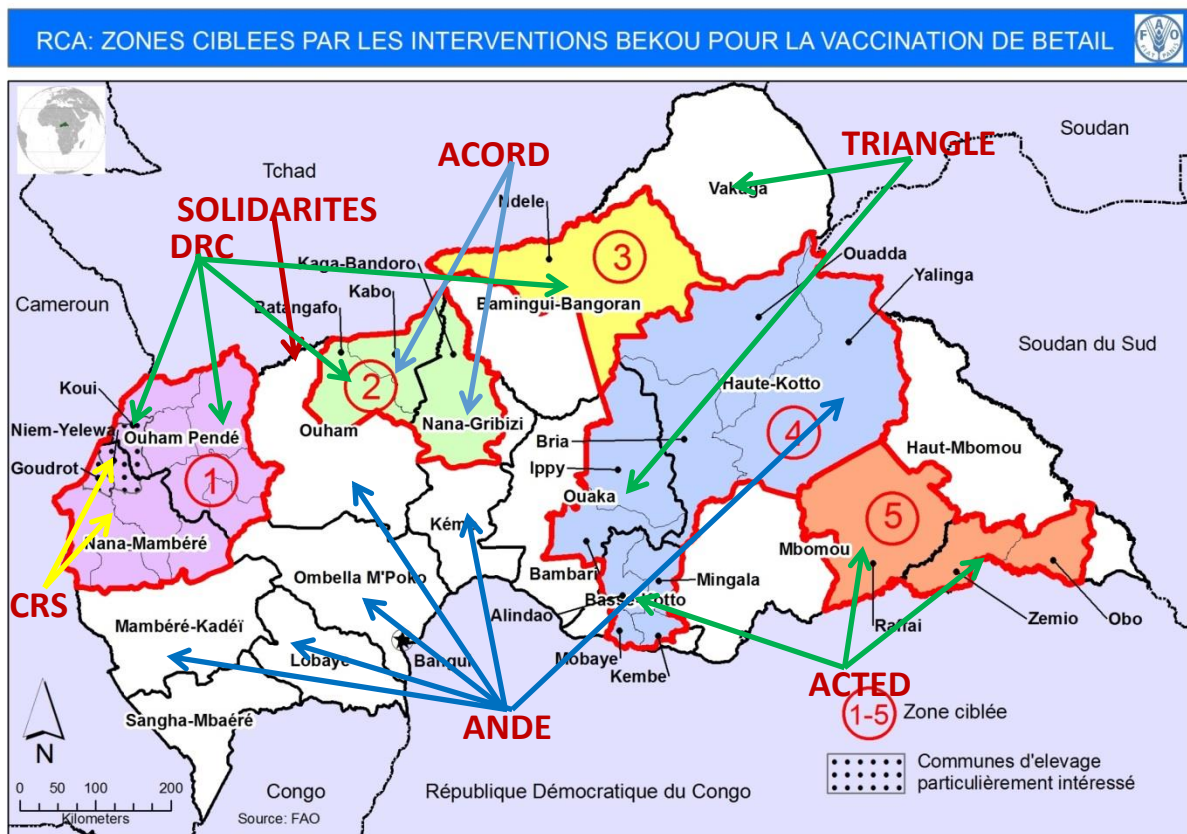 RCA: ZONES CIBLEES PAR LES INTERVENTIONS BEKOU POUR LA VACCINATION DE BETAIL
F A O
FIAT PANIS
Soudan
TRIANGLE
ACORD
Tchad
Vakaga
Ndele
SOLIDARITES
DRC
3
Ouadda
Kaga-Bandoro
Yalinga
Kabo
Cameroun
Batangafo
Bamingui-Bangoran
Soudan du Sud
Koui
2
Haute-Kotto
Niem-Yelewa
Ouham Pendé
Ouham
Nana-Gribizi
4
Bria
Haut-Mbomou
Goudrot
1
Ippy
Ouaka
5
Nana-Mambéré
Kém
Mbomou
Ombella M'Poko
Bambari
Mingala
CRS
Alindao
Basse-Kotto
Mambéré-Kadéï
Raffai
Zemio
Obo
Lobaye
Bangui
Mobaye
Kembe
ACTED
Sangha-Mbaéré
ANDE
1-5
Zone ciblée
N
Communes d'elevage
particulièrement intéressé
0 50 100 200
Kilometers
Congo
République Démocratique du Congo
Source: FAO